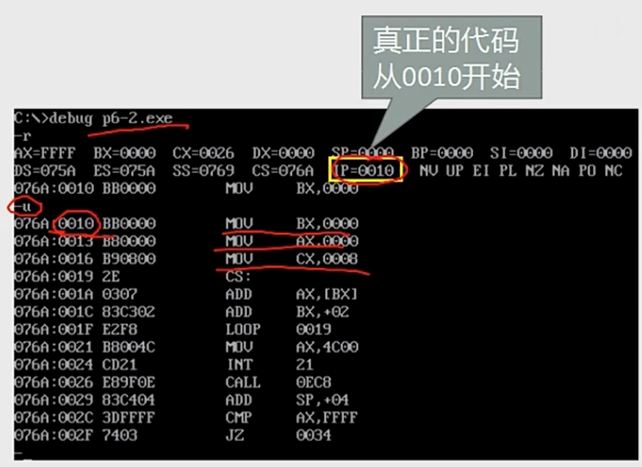 真正的代码
从0010开始
C:\>debug p6-2.exe
-r
AX=FFFF BX=0000 CX=0026 DX=0000 SP=0000 BP=0000 SI=0000 DI=0000
DS=075A ES=075A SS=0769 CS=076A IP=0010 NV UP EI PL NZ NA PO NC
076A:0010 BB0000 MOV BX,0000
-u
076A:0010 BB0000 MOV BX,0000
076A:0013 B80000 MOV AX,0000
076A:0016 B90800 MOV CX,0008
076A:0019 2E CS:
076A:001A 0307 ADD AX,[BX]
076A:001C 83C302 ADD BX,+02
076A:001F E2F8 LOOP 0019
076A:0021 B8004C MOV AX,4C00
076A:0024 CD21 INT 21
076A:0026 E89F0E CALL 0EC8
076A:0029 83C404 ADD SP,+04
076A:002C 3DFFFF CMP AX,FFFF
076A:002F 7403 JZ 0034
-